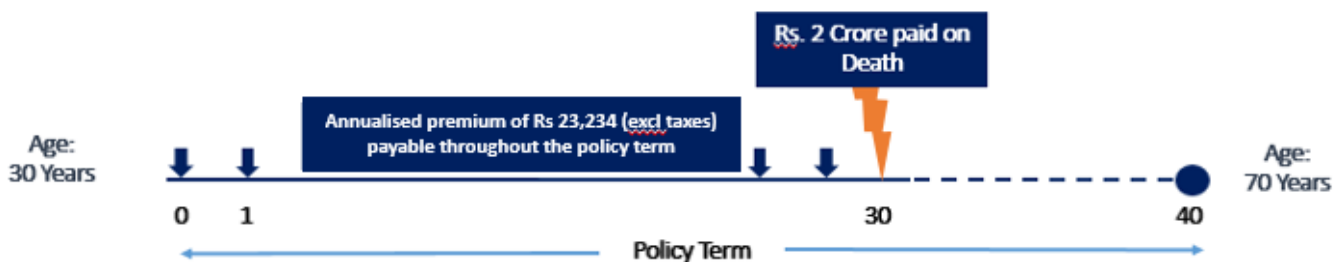 Rs. 2 Crore paid on
Death
Annualised premium of Rs 23,234 (excl taxes)
payable throughout the policy term
Age:
30 Years
Age:
70 Years
0
1
30
40
Policy Term